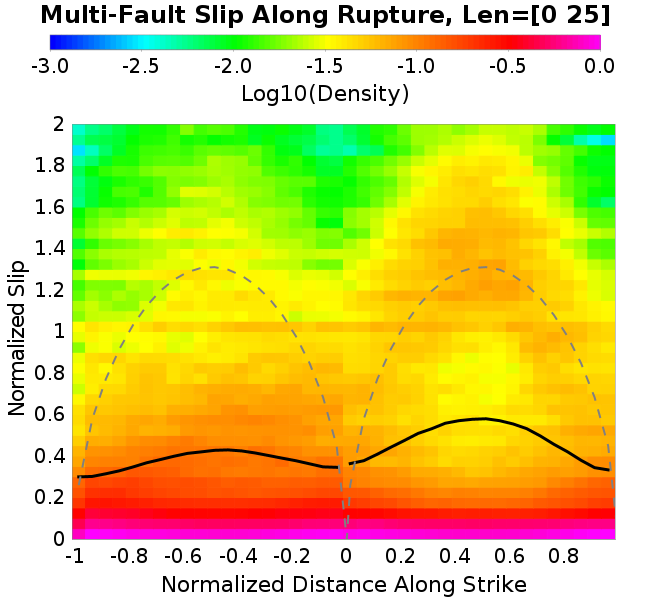 Multi-Fault Slip Along Rupture, Len=[0 25]
-3.0 -2.5 -2.0 -1.5 -1.0 -0.5 0.0
Log10(Density)
2
1.8
1.6
1.4
1.2
1
0.8
0.6
0.4
0.2
0
Normalized Slip
-1 -0.8 -0.6 -0.4 -0.2 0 0.2 0.4 0.6 0.8
Normalized Distance Along Strike